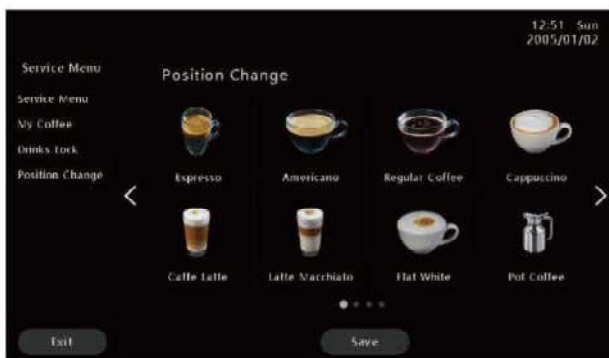 12:51 Sun
2005/01/02
Service Menu
Position Change
Service Menu
My Coffee
Drinks Lock
Position Change
Espresso
Americano
Regular Coffee
Cappuccino
Caffe Latte
Latte Macchiato
Flat White
Pot Coffee
Exit
Save